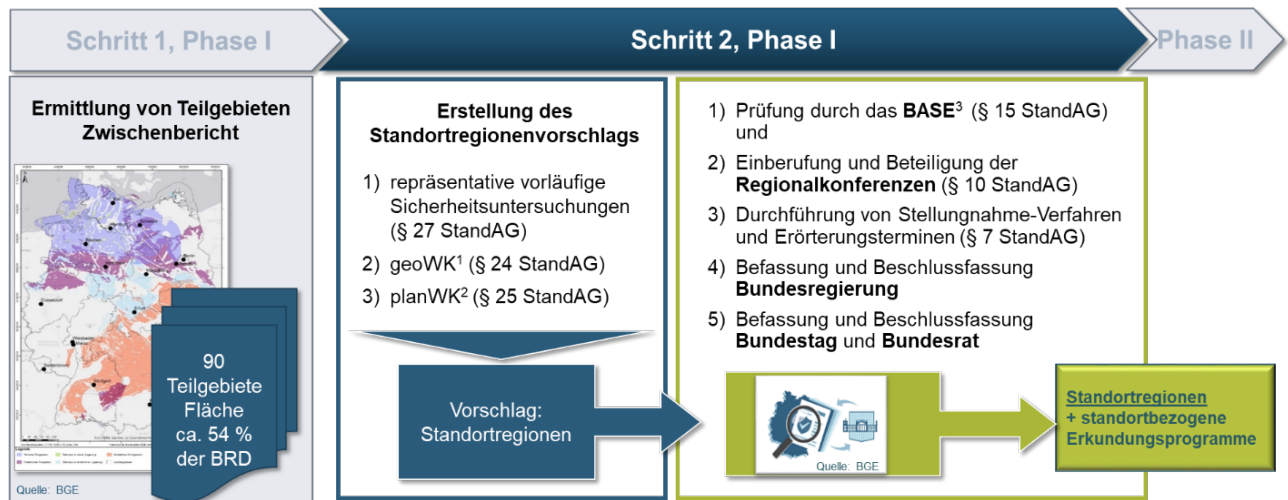 Schritt 1, Phase I
Schritt 2, Phase I
Phase II
Ermittlung von Teilgebieten
Zwischenbericht
90
Teilgebiete
Fläche
ca. 54 %
der BRD
Quelle: BGE
Erstellung des
Standortregionenvorschlags
1) repräsentative vorläufige
Sicherheitsuntersuchungen
(§ 27 StandAG)
2) geoWK¹ (§ 24 StandAG)
3) planWK² (§ 25 StandAG)
Vorschlag:
Standortregionen
1) Prüfung durch das BASE³ (§ 15 StandAG)
und
2) Einberufung und Beteiligung der
Regionalkonferenzen (§ 10 StandAG)
3) Durchführung von Stellungnahme-Verfahren
und Erörterungsterminen (§ 7 StandAG)
4) Befassung und Beschlussfassung
Bundesregierung
5) Befassung und Beschlussfassung
Bundestag und Bundesrat
Quelle: BGE
Standortregionen
+ standortbezogene
Erkundungsprogramme